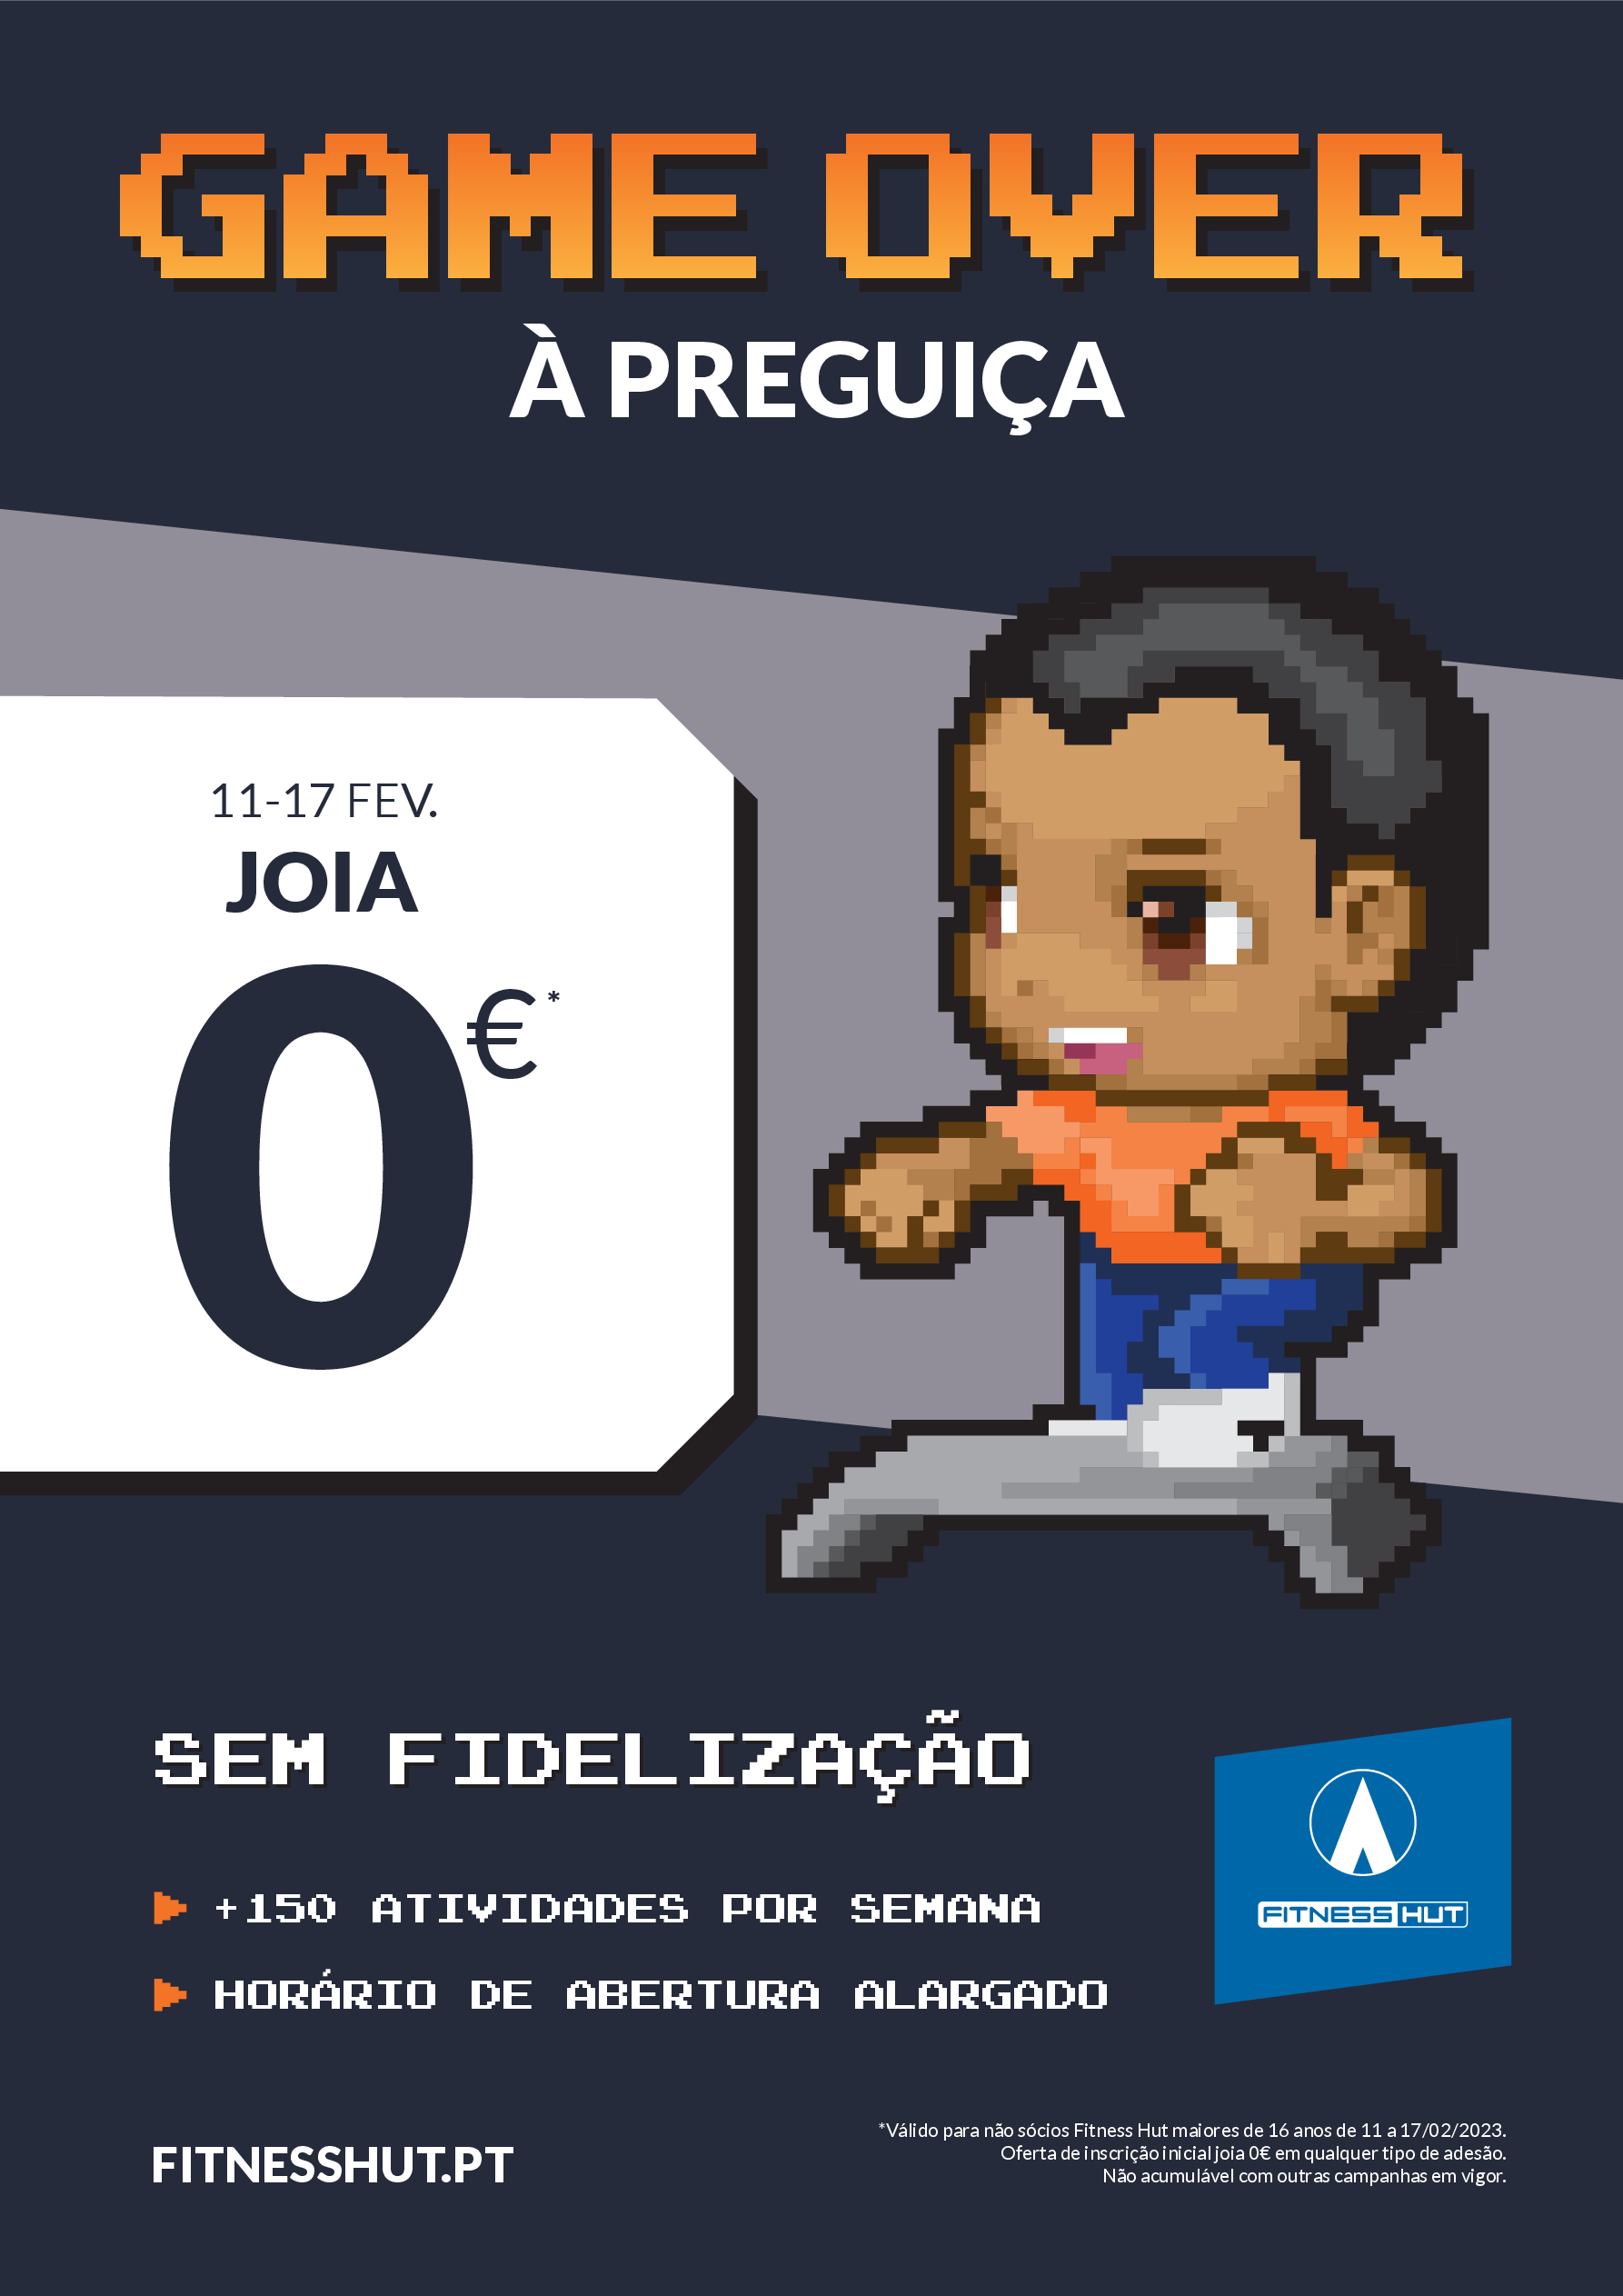 GAME OVER
À PREGUIÇA
11-17 FEV.
JOIA
0€*
SEM FIDELIZAÇÃO
+150 ATIVIDADES POR SEMANA
HORÁRIO DE ABERTURA ALARGADO
FITNESS HUT
FITNESSHUT.PT
*Válido para não sócios Fitness Hut maiores de 16 anos de 11 a 17/02/2023.
Oferta de inscrição inicial joia 0€ em qualquer tipo de adesão.
Não acumulável com outras campanhas em vigor.